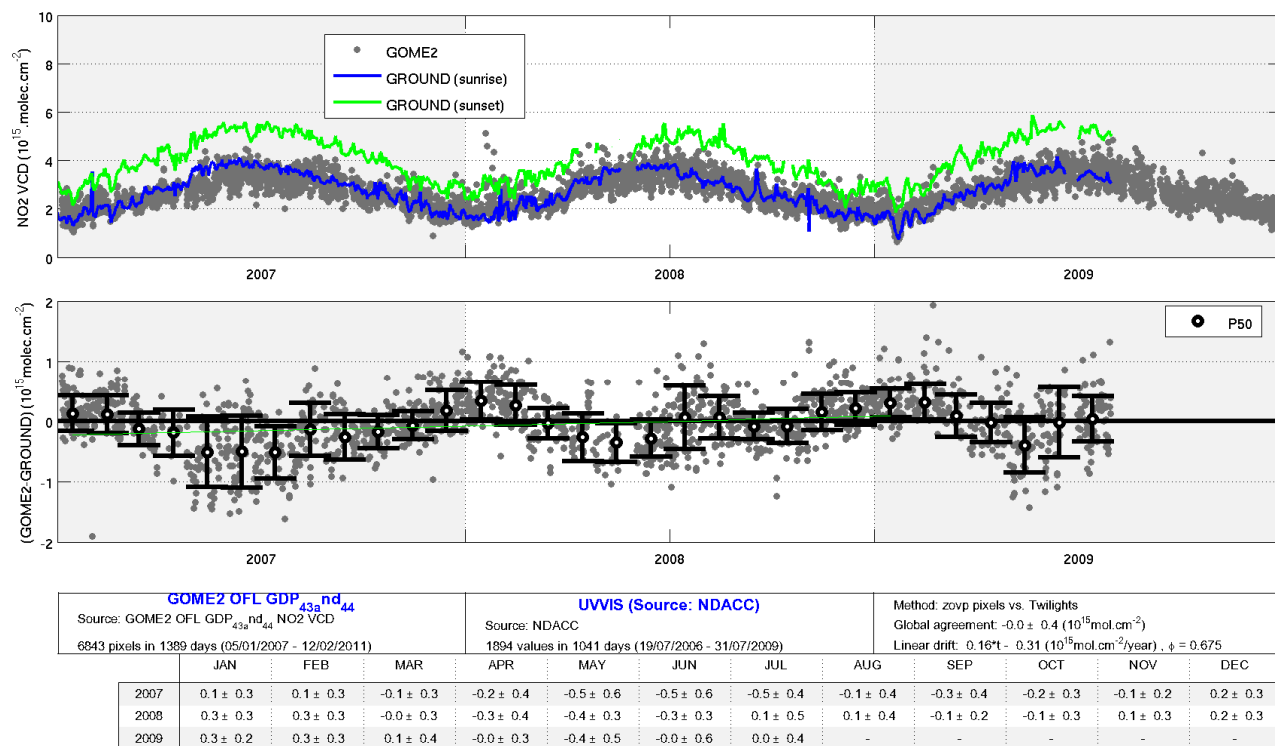 10
8
6
4
2
0
NO2 VCD (10^15.molec.cm^-2)
GOME2
GROUND (sunrise)
GROUND (sunset)
2007 2008 2009
2
1
0
-1
-2
(GOME2-GROUND) (10^15 molec.cm^-2)
P50
2007 2008 2009
GOME2 OFL GDP_43a nd_44
Source: GOME2 OFL GDP_43a nd_44 NO2 VCD
6843 pixels in 1389 days (05/01/2007 - 12/02/2011)
UVVIS (Source: NDACC)
Source: NDACC
1894 values in 1041 days (19/07/2006 - 31/07/2009)
Method: zovp pixels vs. Twilights
Global agreement: -0.0 ± 0.4 (10^15 mol.cm^-2)
Linear drift: 0.16*t - 0.31 (10^15 mol.cm^-2/year) , ϕ = 0.675
JAN FEB MAR APR MAY JUN JUL AUG SEP OCT NOV DEC
2007 0.1 ± 0.3 0.1 ± 0.3 -0.1 ± 0.3 -0.2 ± 0.4 -0.5 ± 0.6 -0.5 ± 0.6 -0.5 ± 0.4 -0.1 ± 0.4 -0.3 ± 0.4 -0.2 ± 0.3 -0.1 ± 0.2 0.2 ± 0.3
2008 0.3 ± 0.3 0.3 ± 0.3 -0.0 ± 0.3 -0.3 ± 0.4 -0.4 ± 0.3 -0.3 ± 0.3 0.1 ± 0.5 0.1 ± 0.4 -0.1 ± 0.2 -0.1 ± 0.3 0.1 ± 0.3 0.2 ± 0.3
2009 0.3 ± 0.2 0.3 ± 0.3 0.1 ± 0.4 -0.0 ± 0.3 -0.4 ± 0.5 -0.0 ± 0.6 0.0 ± 0.4 - - - - -